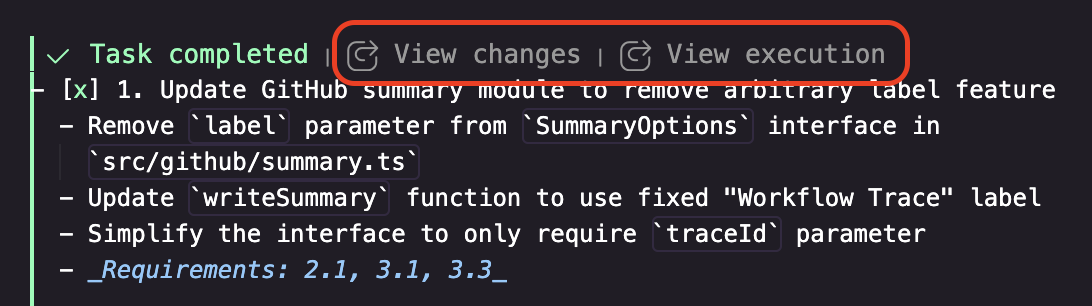 ✓ Task completed | View changes | View execution
- [x] 1. Update GitHub summary module to remove arbitrary label feature
- Remove `label` parameter from `SummaryOptions` interface in
`src/github/summary.ts`
- Update `writeSummary` function to use fixed "Workflow Trace" label
- Simplify the interface to only require `traceId` parameter
- _Requirements: 2.1, 3.1, 3.3_